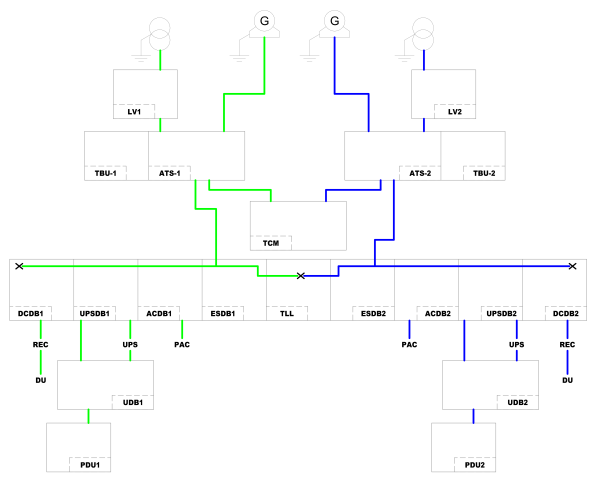 G G
LV1 LV2
TBU-1 ATS-1 ATS-2 TBU-2
TCM
DCDB1 UPSDB1 ACDB1 ESDB1 TLL ESDB2 ACDB2 UPSDB2 DCDB2
REC UPS PAC PAC UPS REC
DU DU
UDB1 UDB2
PDU1 PDU2